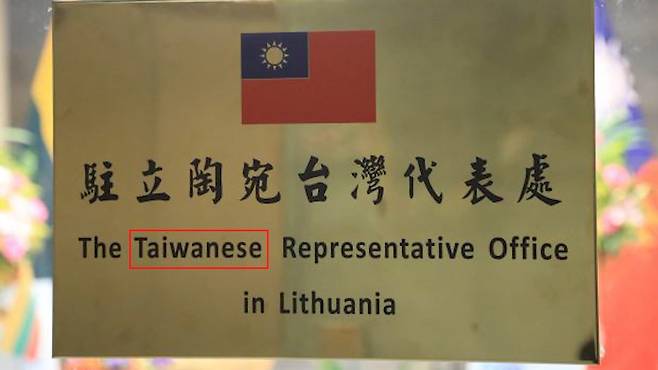 駐立陶宛台灣代表處
The Taiwanese Representative Office
in Lithuania